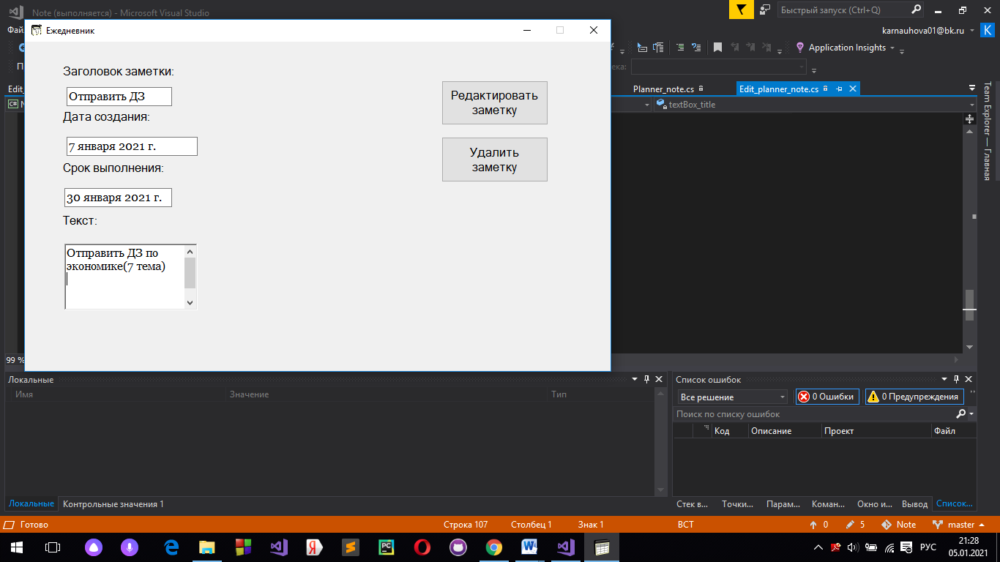 Note (выполняется) - Microsoft Visual Studio
Быстрый запуск (Ctrl+Q)
karnauhova01@bk.ru
K
Application Insights
Ежедневник
Заголовок заметки:
Отправить ДЗ
Дата создания:
7 января 2021 г.
Срок выполнения:
30 января 2021 г.
Текст:
Отправить ДЗ по
экономике(7 тема)
Редактировать
заметку
Удалить
заметку
Planner_note.cs
Edit_planner_note.cs
C#
textBox_title
Team Explorer — Главная
99 %
Локальные
Имя
Значение
Тип
Локальные
Контрольные значения 1
Список ошибок
Все решение
0 Ошибки
0 Предупреждения
Поиск по списку ошибок
Код
Описание
Проект
Файл
Стек в...
Точки...
Парам...
Коман...
Окно и...
Вывод
Список...
Готово
Строка 107
Столбец 1
Знак 1
ВСТ
0
5
Note
master
РУС
21:28
05.01.2021